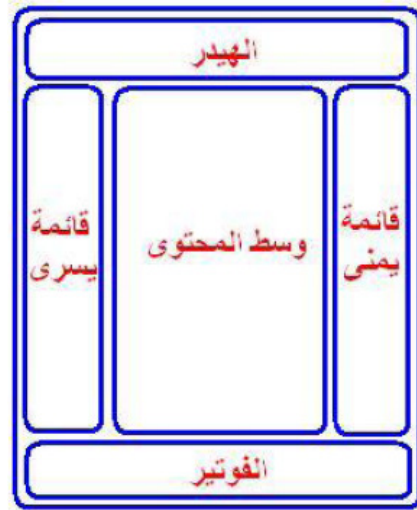 الهيدر
قائمة
يمنى
وسط المحتوى
قائمة
يسرى
الفوتير